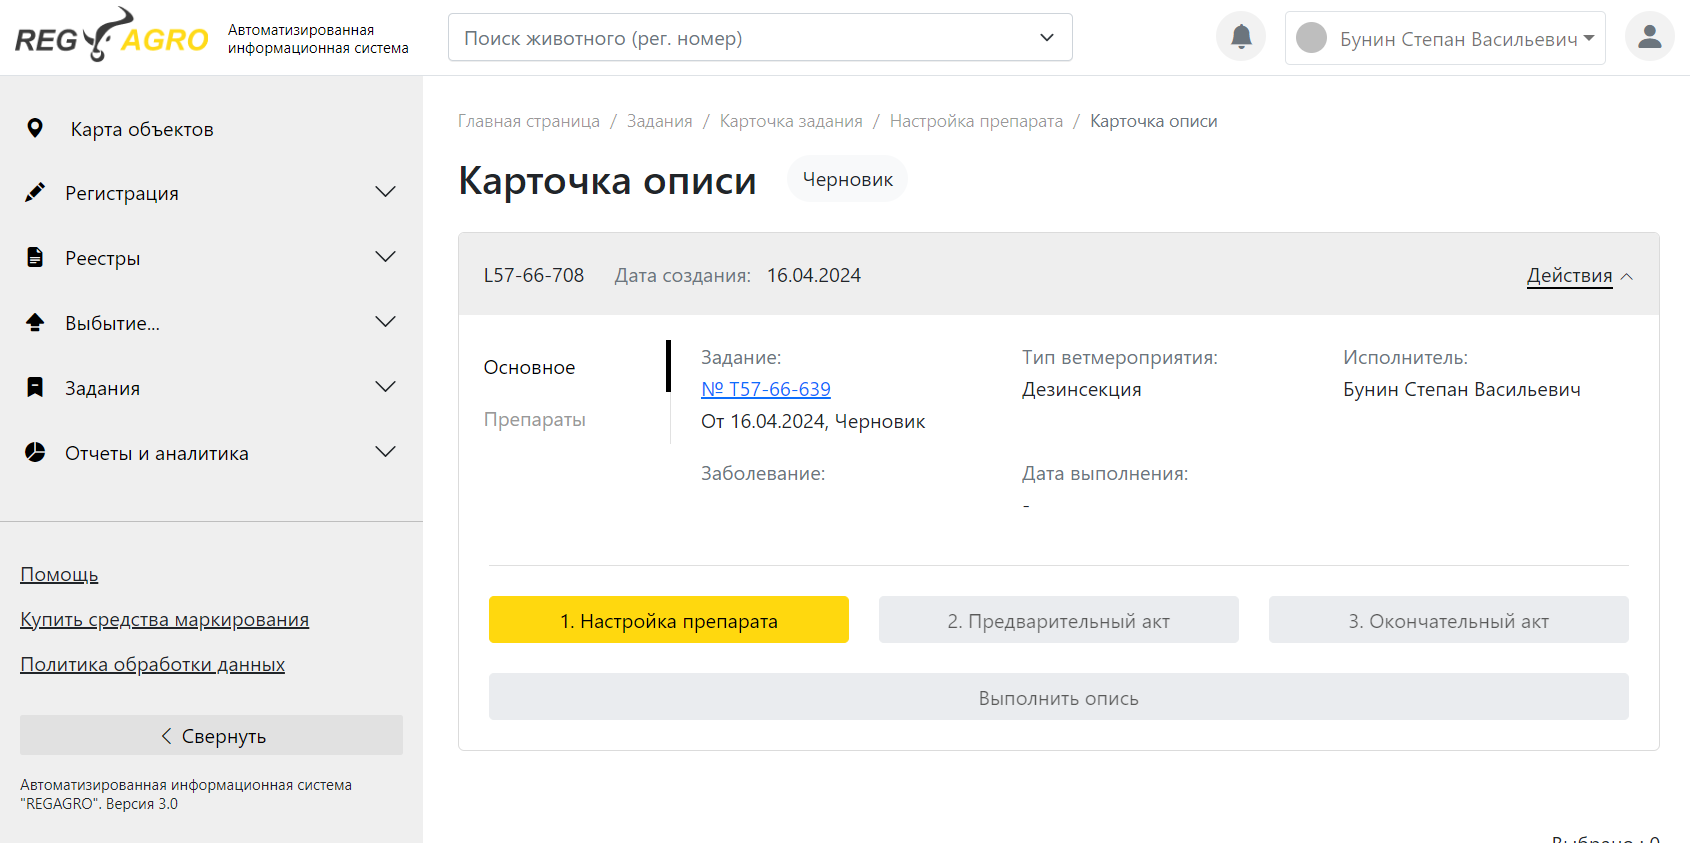 REGAGRO
Автоматизированная
информационная система
Поиск животного (рег. номер)
Бунин Степан Васильевич
Карта объектов
Регистрация
Реестры
Выбытие...
Задания
Отчеты и аналитика
Помощь
Купить средства маркирования
Политика обработки данных
Свернуть
Автоматизированная информационная система
"REGAGRO". Версия 3.0
Главная страница / Задания / Карточка задания / Настройка препарата / Карточка описи
Карточка описи
Черновик
L57-66-708 Дата создания: 16.04.2024
Действия
Основное
Препараты
Задание:
№ T57-66-639
От 16.04.2024, Черновик
Тип ветмероприятия:
Дезинсекция
Исполнитель:
Бунин Степан Васильевич
Заболевание:
Дата выполнения:
-
1. Настройка препарата
2. Предварительный акт
3. Окончательный акт
Выполнить опись
Выбрано : 0